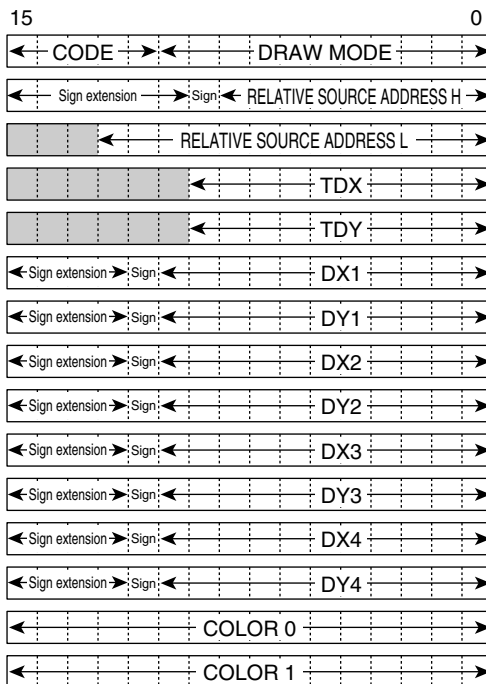 15 0
CODE DRAW MODE
Sign extension Sign RELATIVE SOURCE ADDRESS H
RELATIVE SOURCE ADDRESS L
TDX
TDY
Sign extension Sign DX1
Sign extension Sign DY1
Sign extension Sign DX2
Sign extension Sign DY2
Sign extension Sign DX3
Sign extension Sign DY3
Sign extension Sign DX4
Sign extension Sign DY4
COLOR 0
COLOR 1